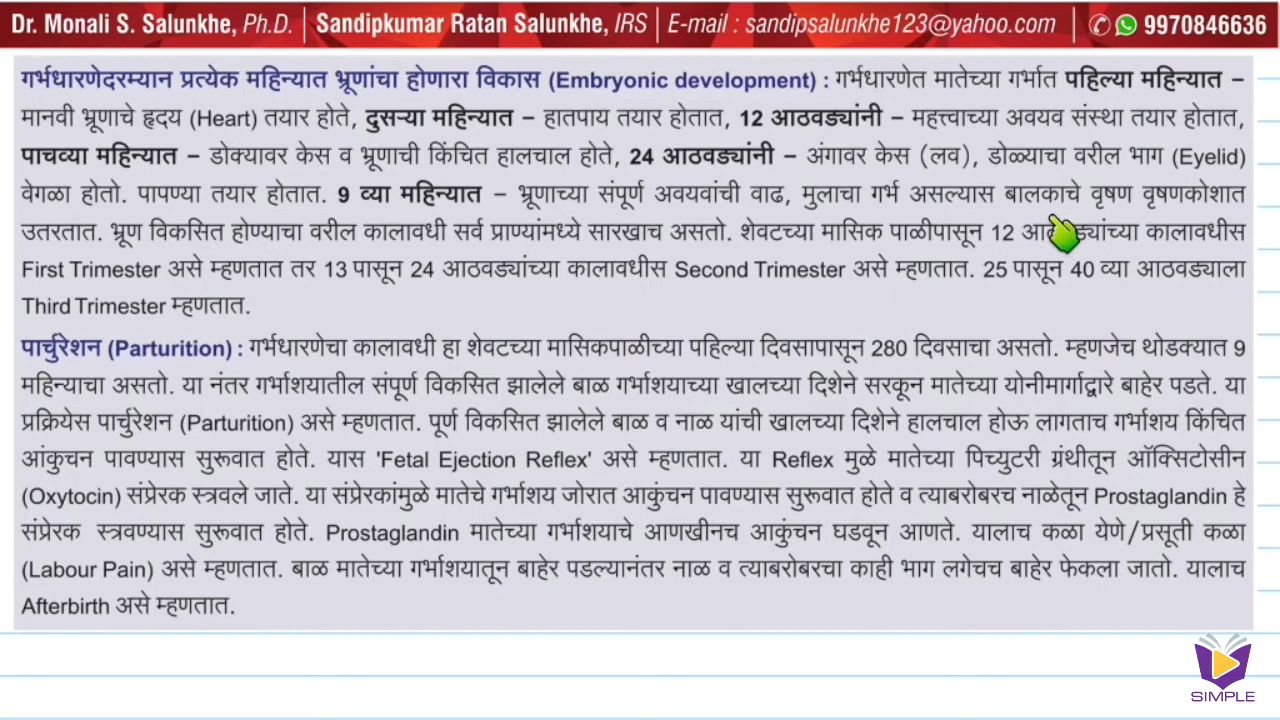 Dr. Monali S. Salunkhe, Ph.D. | Sandipkumar Ratan Salunkhe, IRS | E-mail : sandipsalunkhe123@yahoo.com | 9970846636
गर्भधारणेदरम्यान प्रत्येक महिन्यात भ्रूणांचा होणारा विकास (Embryonic development) : गर्भधारणेत मातेच्या गर्भात पहिल्या महिन्यात –
मानवी भ्रूणाचे हृदय (Heart) तयार होते, दुसऱ्या महिन्यात – हातपाय तयार होतात, 12 आठवड्यांनी – महत्त्वाच्या अवयव संस्था तयार होतात,
पाचव्या महिन्यात – डोक्यावर केस व भ्रूणाची किंचित हालचाल होते, 24 आठवड्यांनी – अंगावर केस (लव), डोळ्याचा वरील भाग (Eyelid)
वेगळा होतो. पापण्या तयार होतात. 9 व्या महिन्यात – भ्रूणाच्या संपूर्ण अवयवांची वाढ, मुलाचा गर्भ असल्यास बालकाचे वृषण वृषणकोशात
उतरतात. भ्रूण विकसित होण्याचा वरील कालावधी सर्व प्राण्यांमध्ये सारखाच असतो. शेवटच्या मासिक पाळीपासून 12 आठवड्यांच्या कालावधीस
First Trimester असे म्हणतात तर 13 पासून 24 आठवड्यांच्या कालावधीस Second Trimester असे म्हणतात. 25 पासून 40 व्या आठवड्याला
Third Trimester म्हणतात.
पार्चुरेशन (Parturition) : गर्भधारणेचा कालावधी हा शेवटच्या मासिकपाळीच्या पहिल्या दिवसापासून 280 दिवसाचा असतो. म्हणजेच थोडक्यात 9
महिन्याचा असतो. या नंतर गर्भाशयातील संपूर्ण विकसित झालेले बाळ गर्भाशयाच्या खालच्या दिशेने सरकून मातेच्या योनीमार्गाद्वारे बाहेर पडते. या
प्रक्रियेस पार्चुरेशन (Parturition) असे म्हणतात. पूर्ण विकसित झालेले बाळ व नाळ यांची खालच्या दिशेने हालचाल होऊ लागताच गर्भाशय किंचित
आंकुचन पावण्यास सुरूवात होते. यास 'Fetal Ejection Reflex' असे म्हणतात. या Reflex मुळे मातेच्या पिच्युटरी ग्रंथीतून ऑक्सिटोसीन
(Oxytocin) संप्रेरक स्त्रवले जाते. या संप्रेरकांमुळे मातेचे गर्भाशय जोरात आकुंचन पावण्यास सुरूवात होते व त्याबरोबरच नाळेतून Prostaglandin हे
संप्रेरक स्त्रवण्यास सुरूवात होते. Prostaglandin मातेच्या गर्भाशयाचे आणखीनच आकुंचन घडवून आणते. यालाच कळा येणे/प्रसूती कळा
(Labour Pain) असे म्हणतात. बाळ मातेच्या गर्भाशयातून बाहेर पडल्यानंतर नाळ व त्याबरोबरचा काही भाग लगेचच बाहेर फेकला जातो. यालाच
Afterbirth असे म्हणतात.
SIMPLE